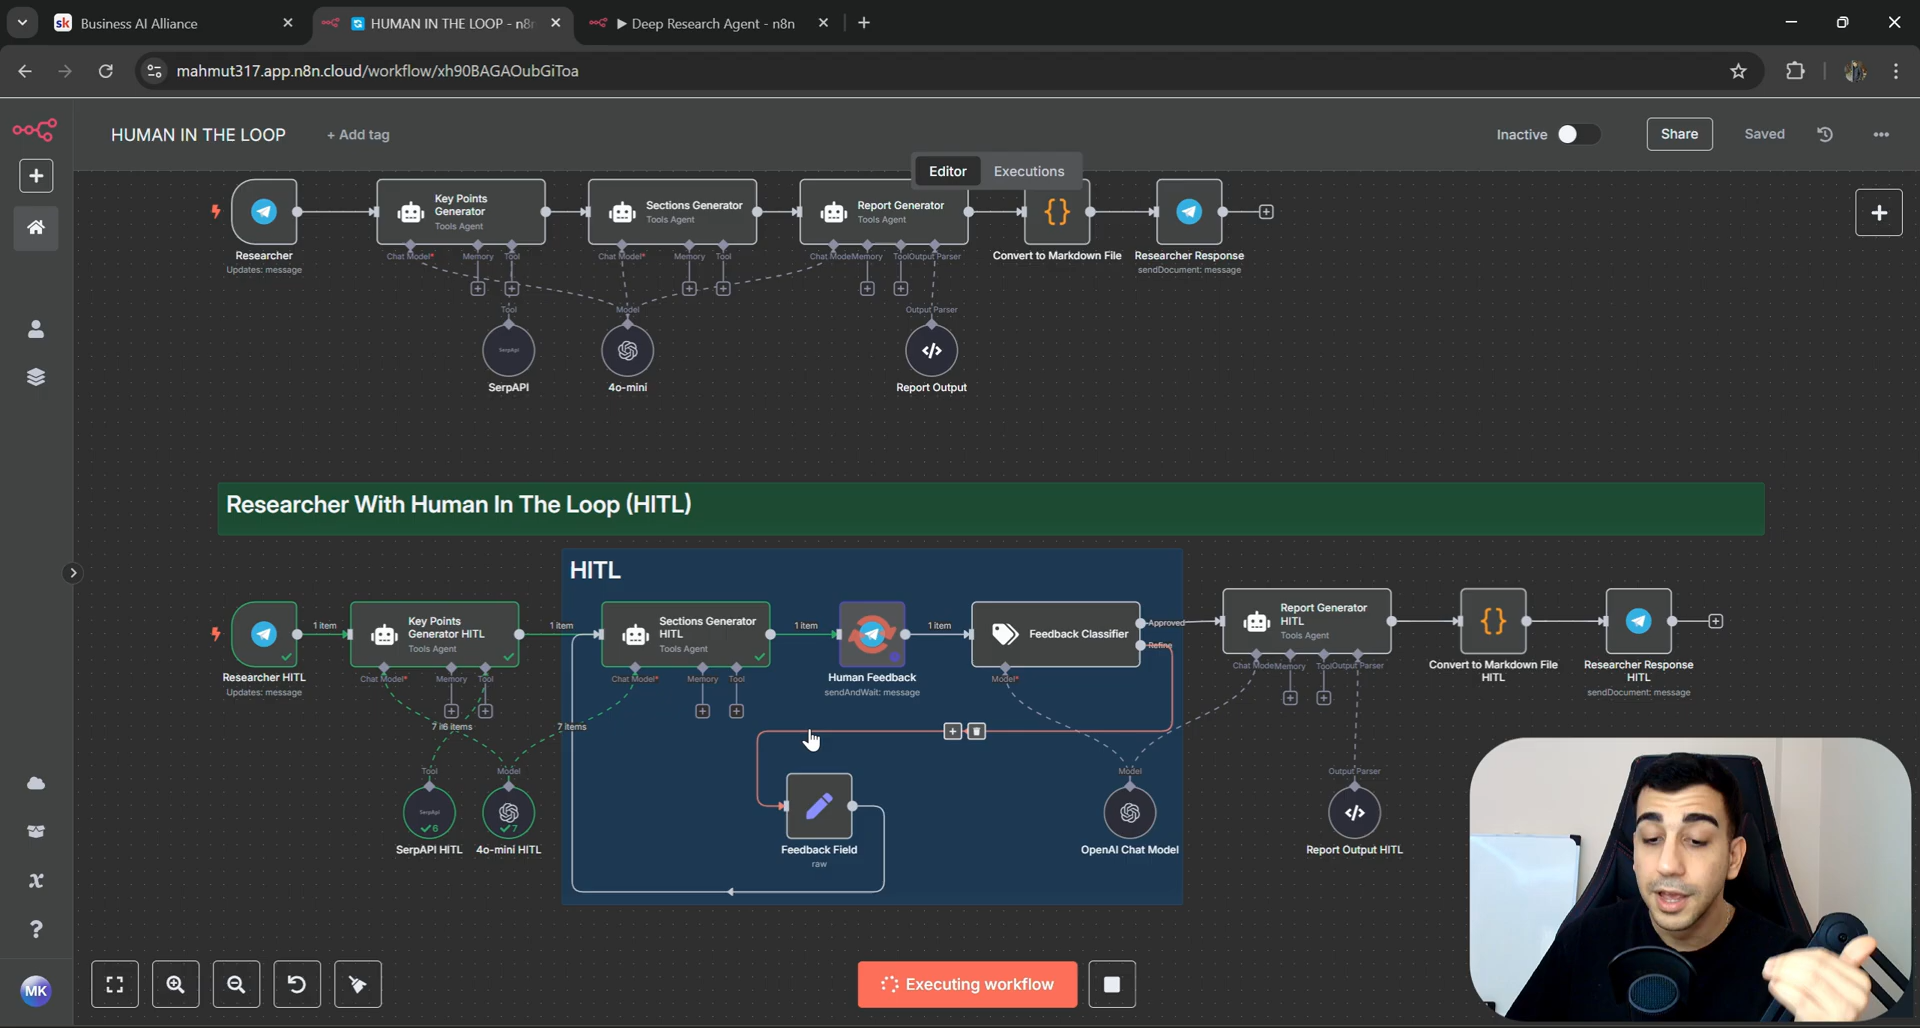 sk Business AI Alliance
HUMAN IN THE LOOP - n8n
▶ Deep Research Agent - n8n
mahmut317.app.n8n.cloud/workflow/xh90BAGAOubGiToa
HUMAN IN THE LOOP
+ Add tag
Inactive
Share
Saved
Editor
Executions
Key Points Generator
Tools Agent
Sections Generator
Tools Agent
Report Generator
Tools Agent
{}
Researcher
Updates: message
Chat Model*
Memory
Tool
Chat Model*
Memory
Tool
Chat Model
Memory
Tool
Output Parser
Convert to Markdown File
Researcher Response
sendDocument: message
Tool
Model
Output Parser
SerpApi
</>
SerpAPI
4o-mini
Report Output
Researcher With Human In The Loop (HITL)
HITL
1 item
Key Points Generator HITL
Tools Agent
1 item
Sections Generator HITL
Tools Agent
1 item
1 item
Feedback Classifier
Approved
Refine
Report Generator HITL
Tools Agent
{}
Researcher HITL
Updates: message
Chat Model*
Memory
Tool
Chat Model*
Memory
Tool
Human Feedback
sendAndWait: message
Model*
Chat Model
Memory
Tool
Output Parser
Convert to Markdown File HITL
Researcher Response HITL
sendDocument: message
7 items
Tool
Model
Model
Output Parser
SerpApi
6
7
</>
SerpAPI HITL
4o-mini HITL
Feedback Field
raw
OpenAI Chat Model
Report Output HITL
MK
Executing workflow